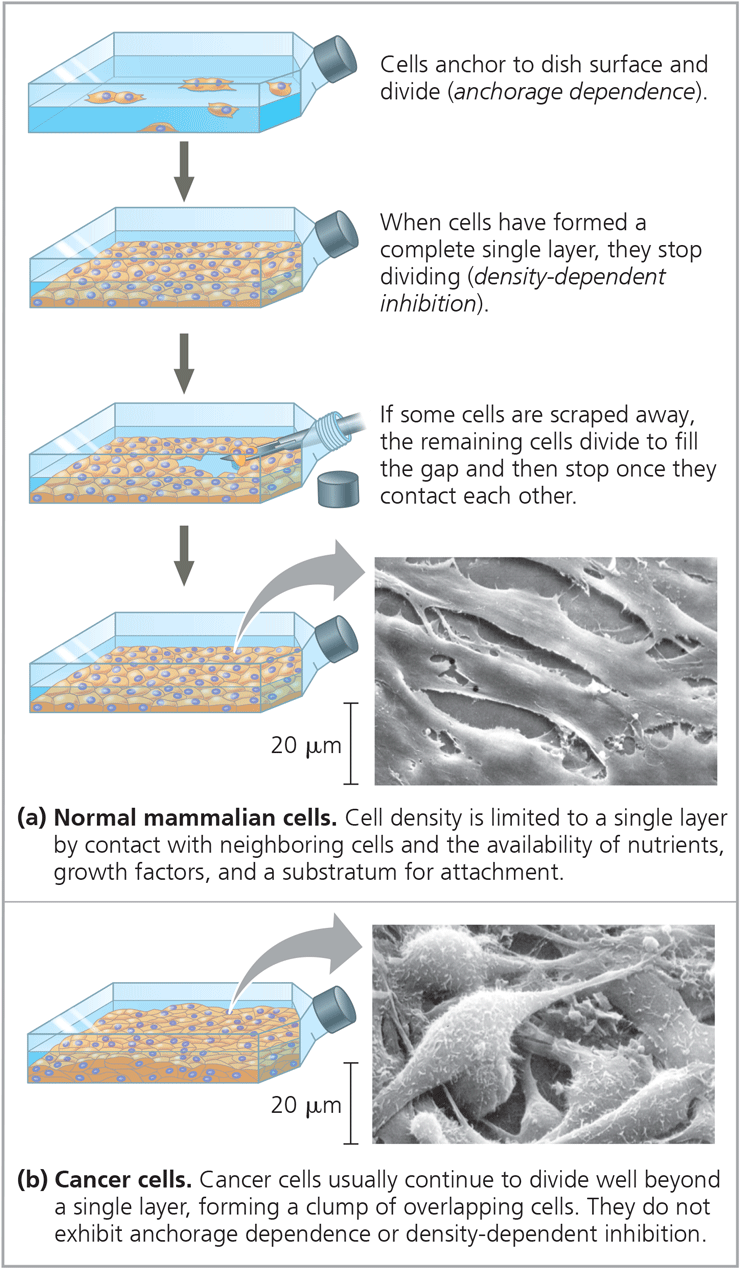 Cells anchor to dish surface and
divide (anchorage dependence).
When cells have formed a
complete single layer, they stop
dividing (density-dependent
inhibition).
If some cells are scraped away,
the remaining cells divide to fill
the gap and then stop once they
contact each other.
20 μm
(a) Normal mammalian cells. Cell density is limited to a single layer
by contact with neighboring cells and the availability of nutrients,
growth factors, and a substratum for attachment.
20 μm
(b) Cancer cells. Cancer cells usually continue to divide well beyond
a single layer, forming a clump of overlapping cells. They do not
exhibit anchorage dependence or density-dependent inhibition.